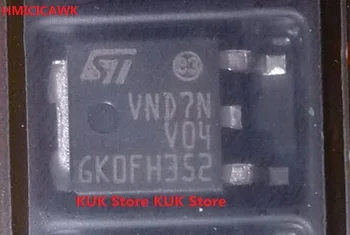 HMICICAWK
ST
VND7N
V04
GK0FH352
KUK Store KUK Store